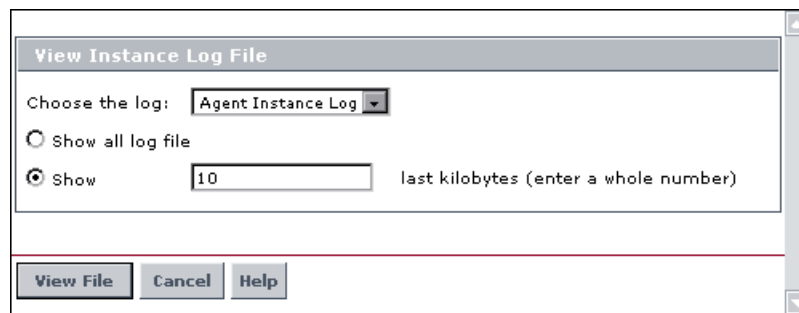 View Instance Log File
Choose the log: Agent Instance Log
Show all log file
Show 10 last kilobytes (enter a whole number)
View File Cancel Help